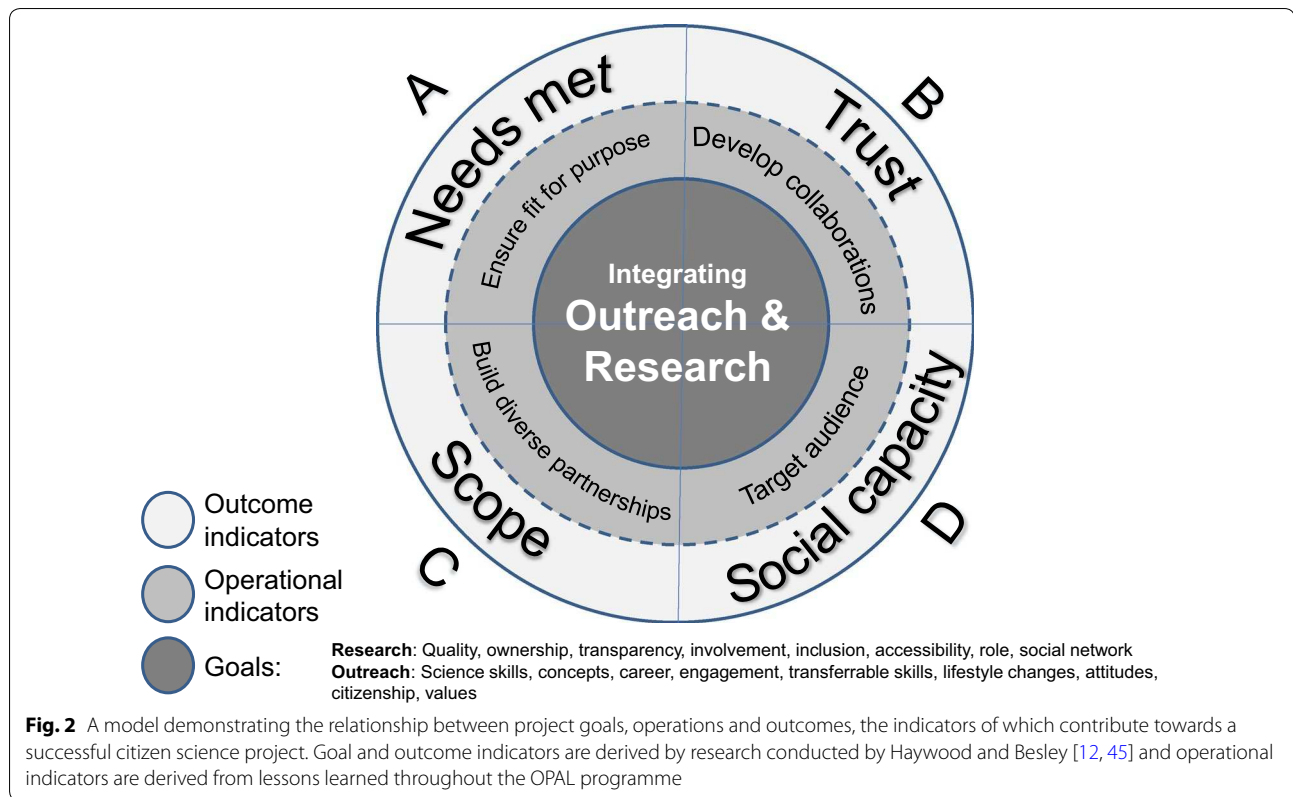 A
B
Needs met
Trust
Ensure fit for purpose
Develop collaborations
Integrating
Outreach &
Research
Build diverse partnerships
Target audience
Scope
Social capacity
C
D
Outcome
indicators
Operational
indicators
Goals:
Research: Quality, ownership, transparency, involvement, inclusion, accessibility, role, social network
Outreach: Science skills, concepts, career, engagement, transferrable skills, lifestyle changes, attitudes,
citizenship, values
Fig. 2 A model demonstrating the relationship between project goals, operations and outcomes, the indicators of which contribute towards a
successful citizen science project. Goal and outcome indicators are derived by research conducted by Haywood and Besley [12, 45] and operational
indicators are derived from lessons learned throughout the OPAL programme